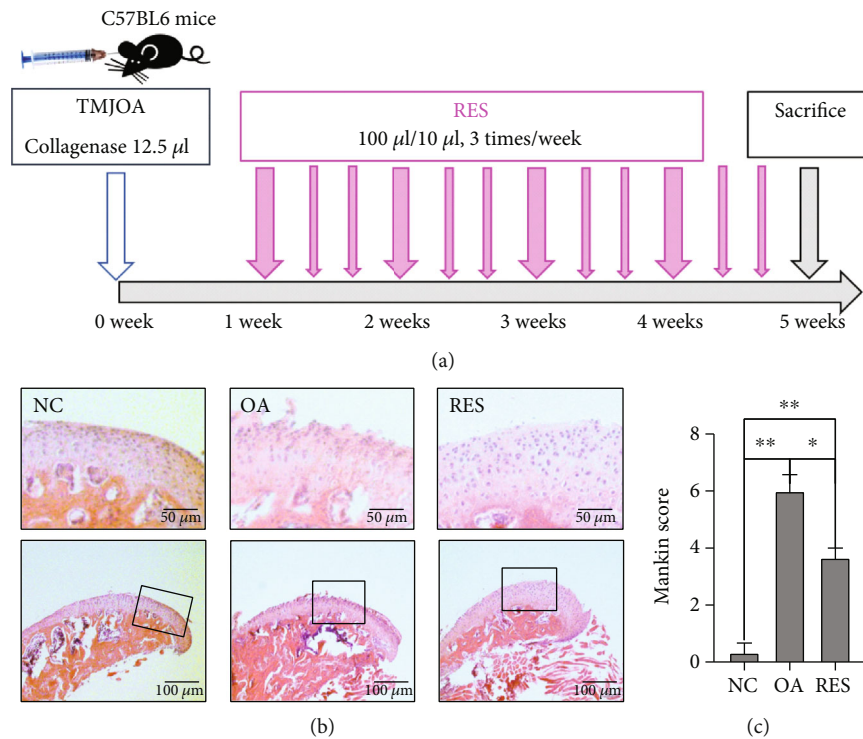 C57BL6 mice
TMJOA
Collagenase 12.5 μl
RES
100 μl/10 μl, 3 times/week
Sacrifice
0 week
1 week
2 weeks
3 weeks
4 weeks
5 weeks
(a)
NC
50 μm
OA
50 μm
RES
50 μm
100 μm
100 μm
100 μm
(b)
Mankin score
8
6
4
2
0
**
**
*
NC
OA
RES
(c)